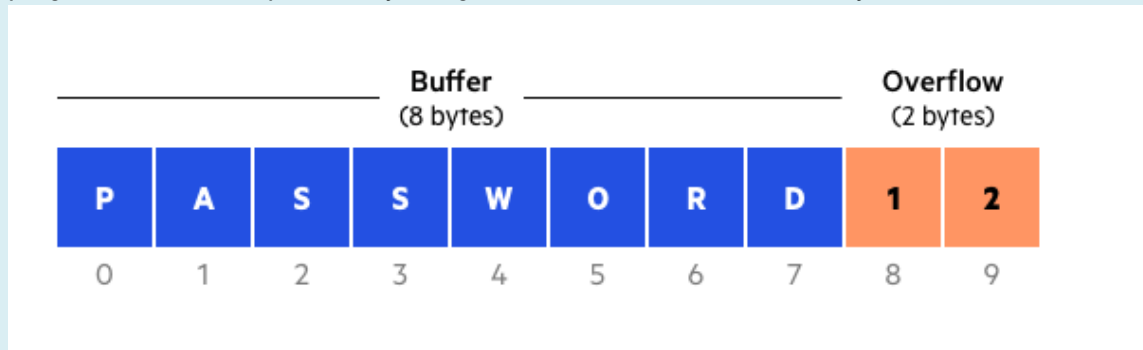 Buffer
(8 bytes)
Overflow
(2 bytes)
P A S S W O R D 1 2
0 1 2 3 4 5 6 7 8 9